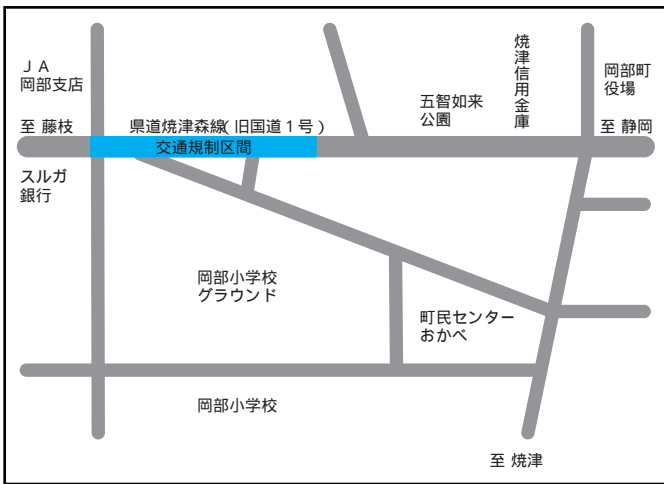 ＪＡ
岡部支店
至 藤枝
県道焼津森線(旧国道１号)
交通規制区間
スルガ
銀行
五智如来
公園
焼津信用金庫
岡部町
役場
至 静岡
岡部小学校
グラウンド
町民センター
おかべ
岡部小学校
至 焼津